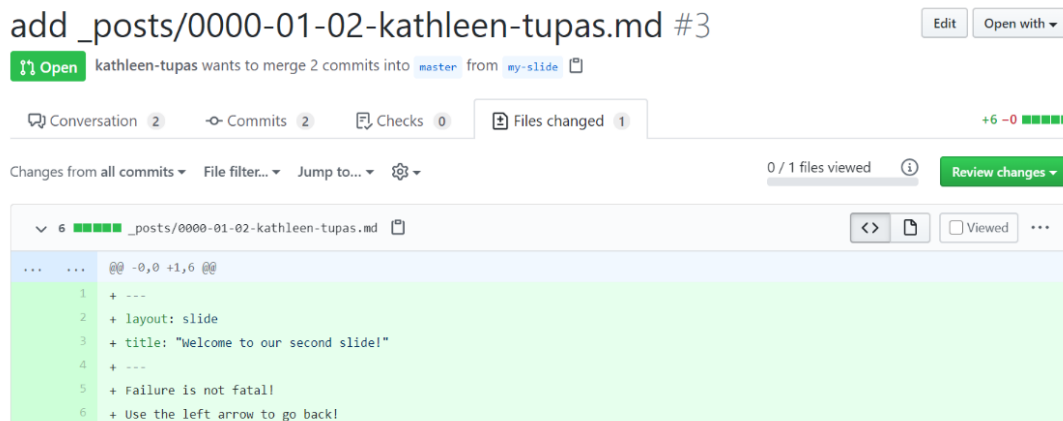 add _posts/0000-01-02-kathleen-tupas.md #3
Edit
Open with
Open
kathleen-tupas wants to merge 2 commits into master from my-slide
Conversation 2
Commits 2
Checks 0
Files changed 1
+6 −0
Changes from all commits
File filter...
Jump to...
0 / 1 files viewed
Review changes
6 _posts/0000-01-02-kathleen-tupas.md
<>
Viewed
...
... ... @@ -0,0 +1,6 @@
1 + ---
2 + layout: slide
3 + title: "Welcome to our second slide!"
4 + ---
5 + Failure is not fatal!
6 + Use the left arrow to go back!